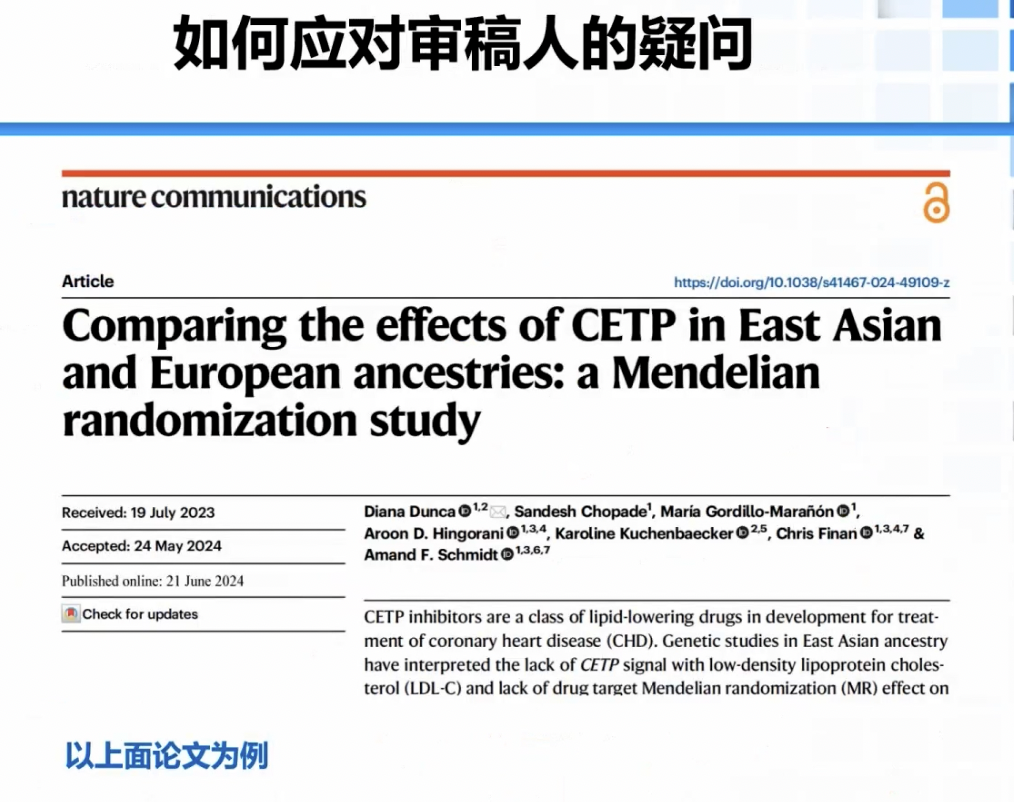 如何应对审稿人的疑问
nature communications
Article
https://doi.org/10.1038/s41467-024-49109-z
Comparing the effects of CETP in East Asian
and European ancestries: a Mendelian
randomization study
Received: 19 July 2023
Accepted: 24 May 2024
Published online: 21 June 2024
Check for updates
Diana Dunca 1,2, Sandesh Chopade1, María Gordillo-Marañón 1,
Aroon D. Hingorani 1,3,4, Karoline Kuchenbaecker 2,5, Chris Finan 1,3,4,7 &
Amand F. Schmidt 1,3,6,7
CETP inhibitors are a class of lipid-lowering drugs in development for treat-
ment of coronary heart disease (CHD). Genetic studies in East Asian ancestry
have interpreted the lack of CETP signal with low-density lipoprotein choles-
terol (LDL-C) and lack of drug target Mendelian randomization (MR) effect on
以上面论文为例